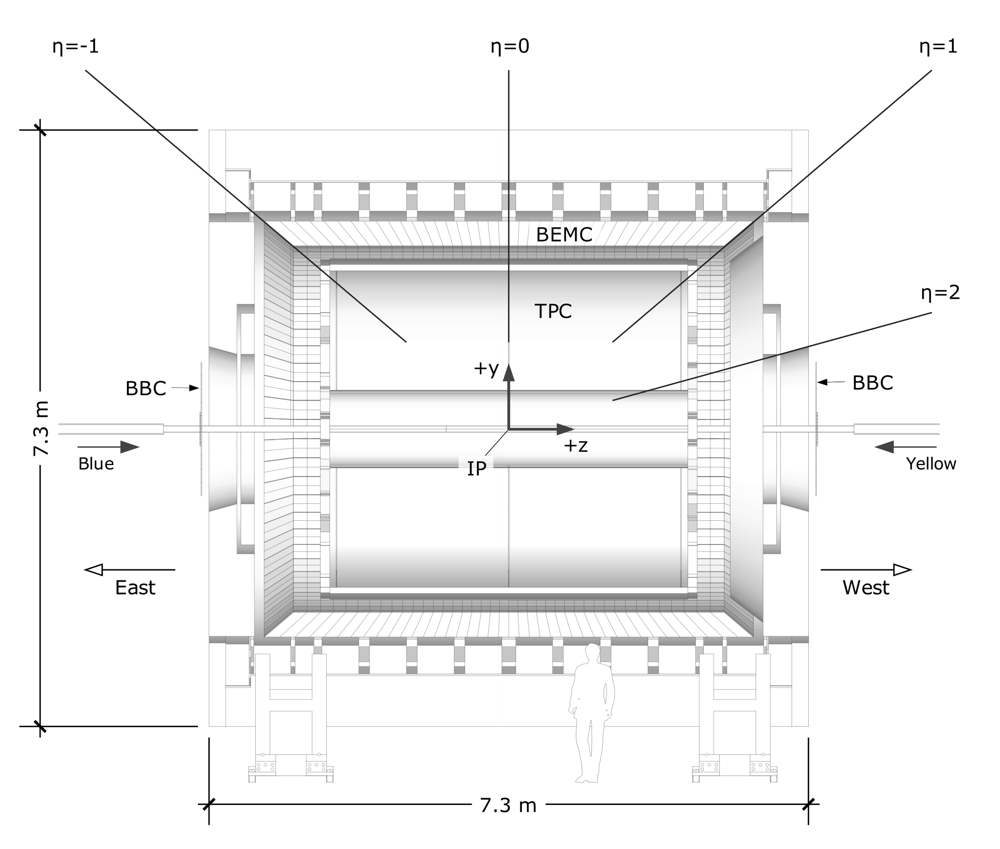 η=-1
η=0
η=1
BEMC
η=2
TPC
+y
BBC
BBC
7.3 m
+z
Blue
IP
Yellow
East
West
7.3 m